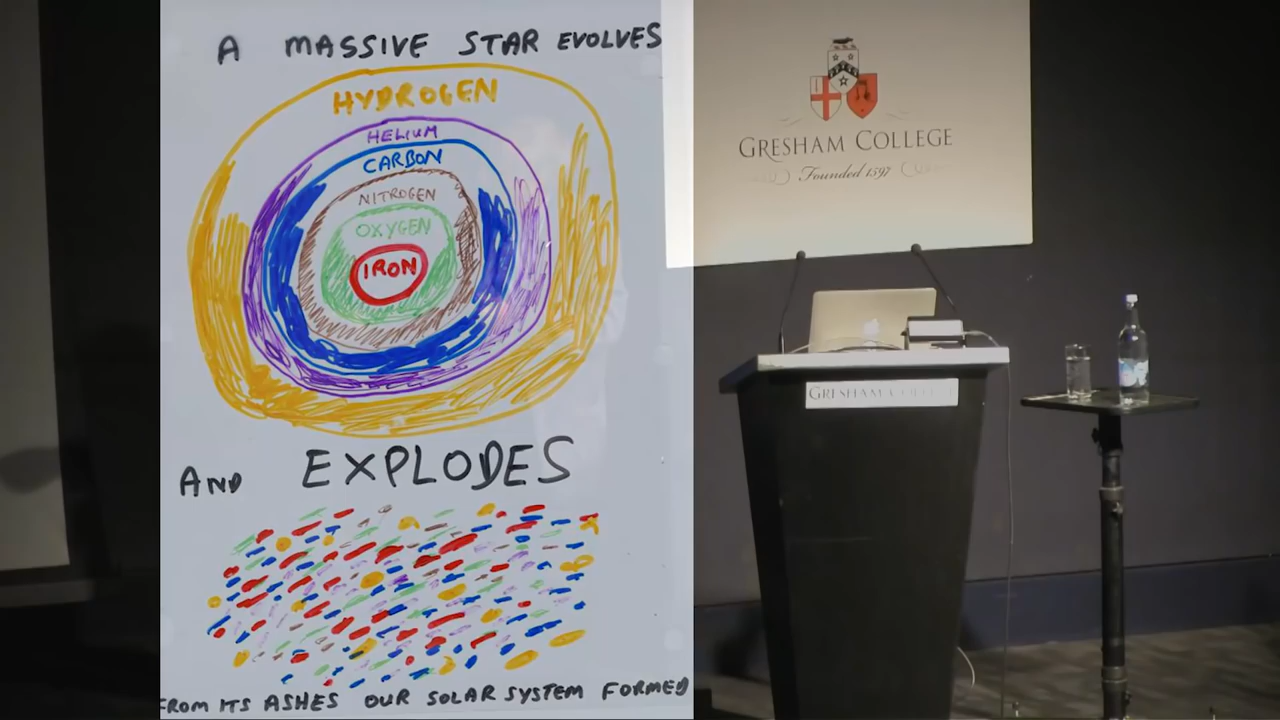 A MASSIVE STAR EVOLVES
HYDROGEN
HELIUM
CARBON
NITROGEN
OXYGEN
IRON
AND EXPLODES
FROM ITS ASHES OUR SOLAR SYSTEM FORMED
GRESHAM COLLEGE
Founded 1597
GRESHAM COLLEGE